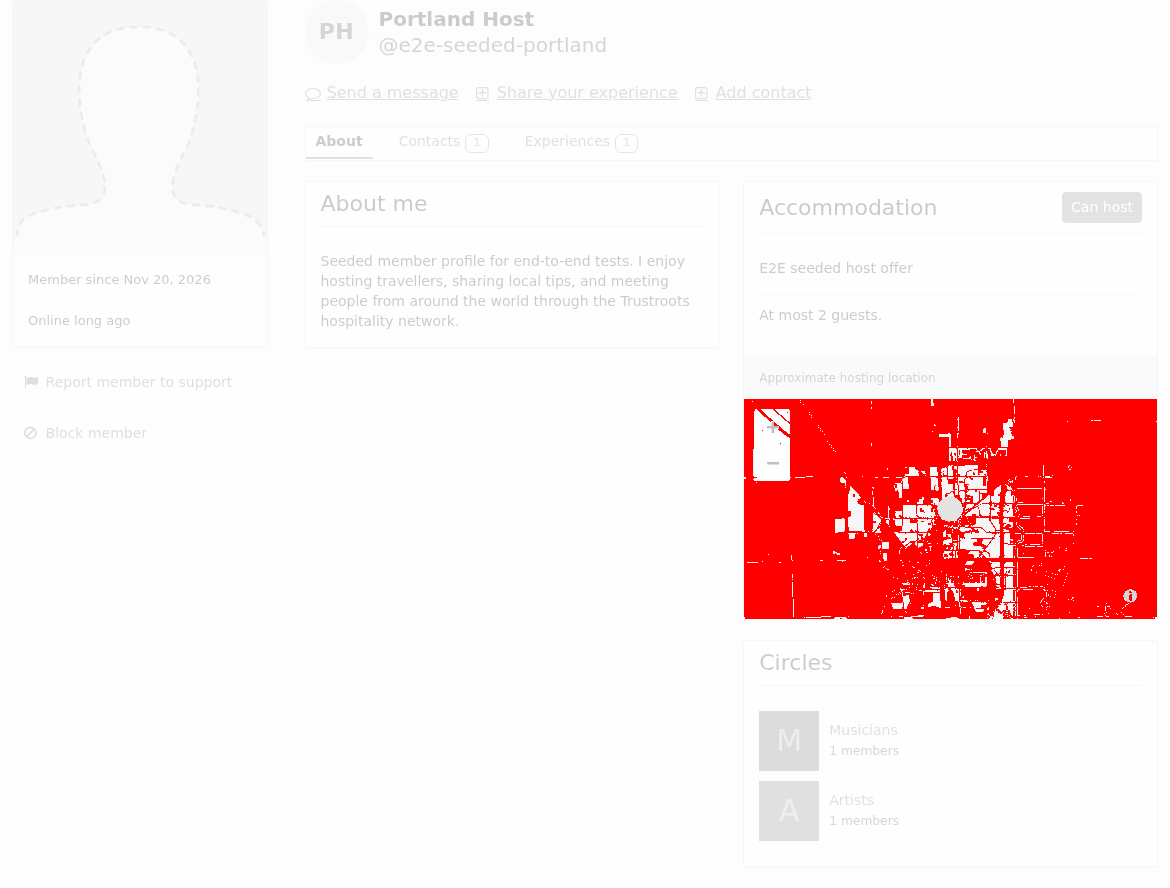 PH
Portland Host
@e2e-seeded-portland
Send a message Share your experience Add contact
About Contacts 1 Experiences 1
Member since Nov 20, 2026
Online long ago
Report member to support
Block member
About me
Seeded member profile for end-to-end tests. I enjoy
hosting travellers, sharing local tips, and meeting
people from around the world through the Trustroots
hospitality network.
Accommodation Can host
E2E seeded host offer
At most 2 guests.
Approximate hosting location
+
−
Circles
M
Musicians
1 members
A
Artists
1 members